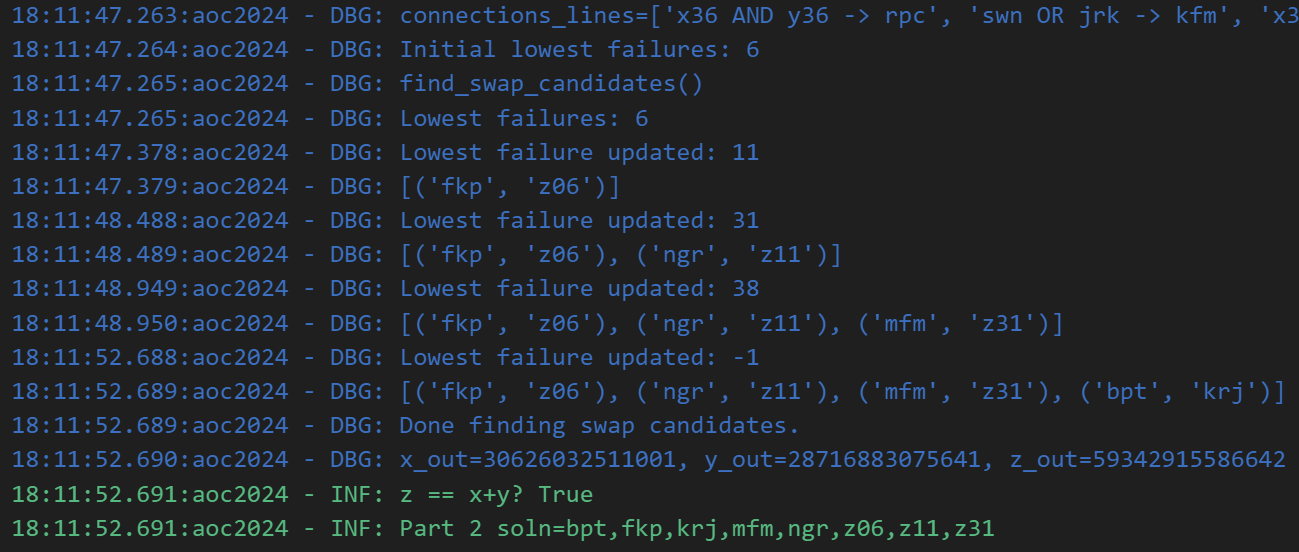 18:11:47.263:aoc2024 - DBG: connections_lines=['x36 AND y36 -> rpc', 'swn OR jrk -> kfm', 'x3
18:11:47.264:aoc2024 - DBG: Initial lowest failures: 6
18:11:47.265:aoc2024 - DBG: find_swap_candidates()
18:11:47.265:aoc2024 - DBG: Lowest failures: 6
18:11:47.378:aoc2024 - DBG: Lowest failure updated: 11
18:11:47.379:aoc2024 - DBG: [('fkp', 'z06')]
18:11:48.488:aoc2024 - DBG: Lowest failure updated: 31
18:11:48.489:aoc2024 - DBG: [('fkp', 'z06'), ('ngr', 'z11')]
18:11:48.949:aoc2024 - DBG: Lowest failure updated: 38
18:11:48.950:aoc2024 - DBG: [('fkp', 'z06'), ('ngr', 'z11'), ('mfm', 'z31')]
18:11:52.688:aoc2024 - DBG: Lowest failure updated: -1
18:11:52.689:aoc2024 - DBG: [('fkp', 'z06'), ('ngr', 'z11'), ('mfm', 'z31'), ('bpt', 'krj')]
18:11:52.689:aoc2024 - DBG: Done finding swap candidates.
18:11:52.690:aoc2024 - DBG: x_out=30626032511001, y_out=28716883075641, z_out=59342915586642
18:11:52.691:aoc2024 - INF: z == x+y? True
18:11:52.691:aoc2024 - INF: Part 2 soln=bpt,fkp,krj,mfm,ngr,z06,z11,z31